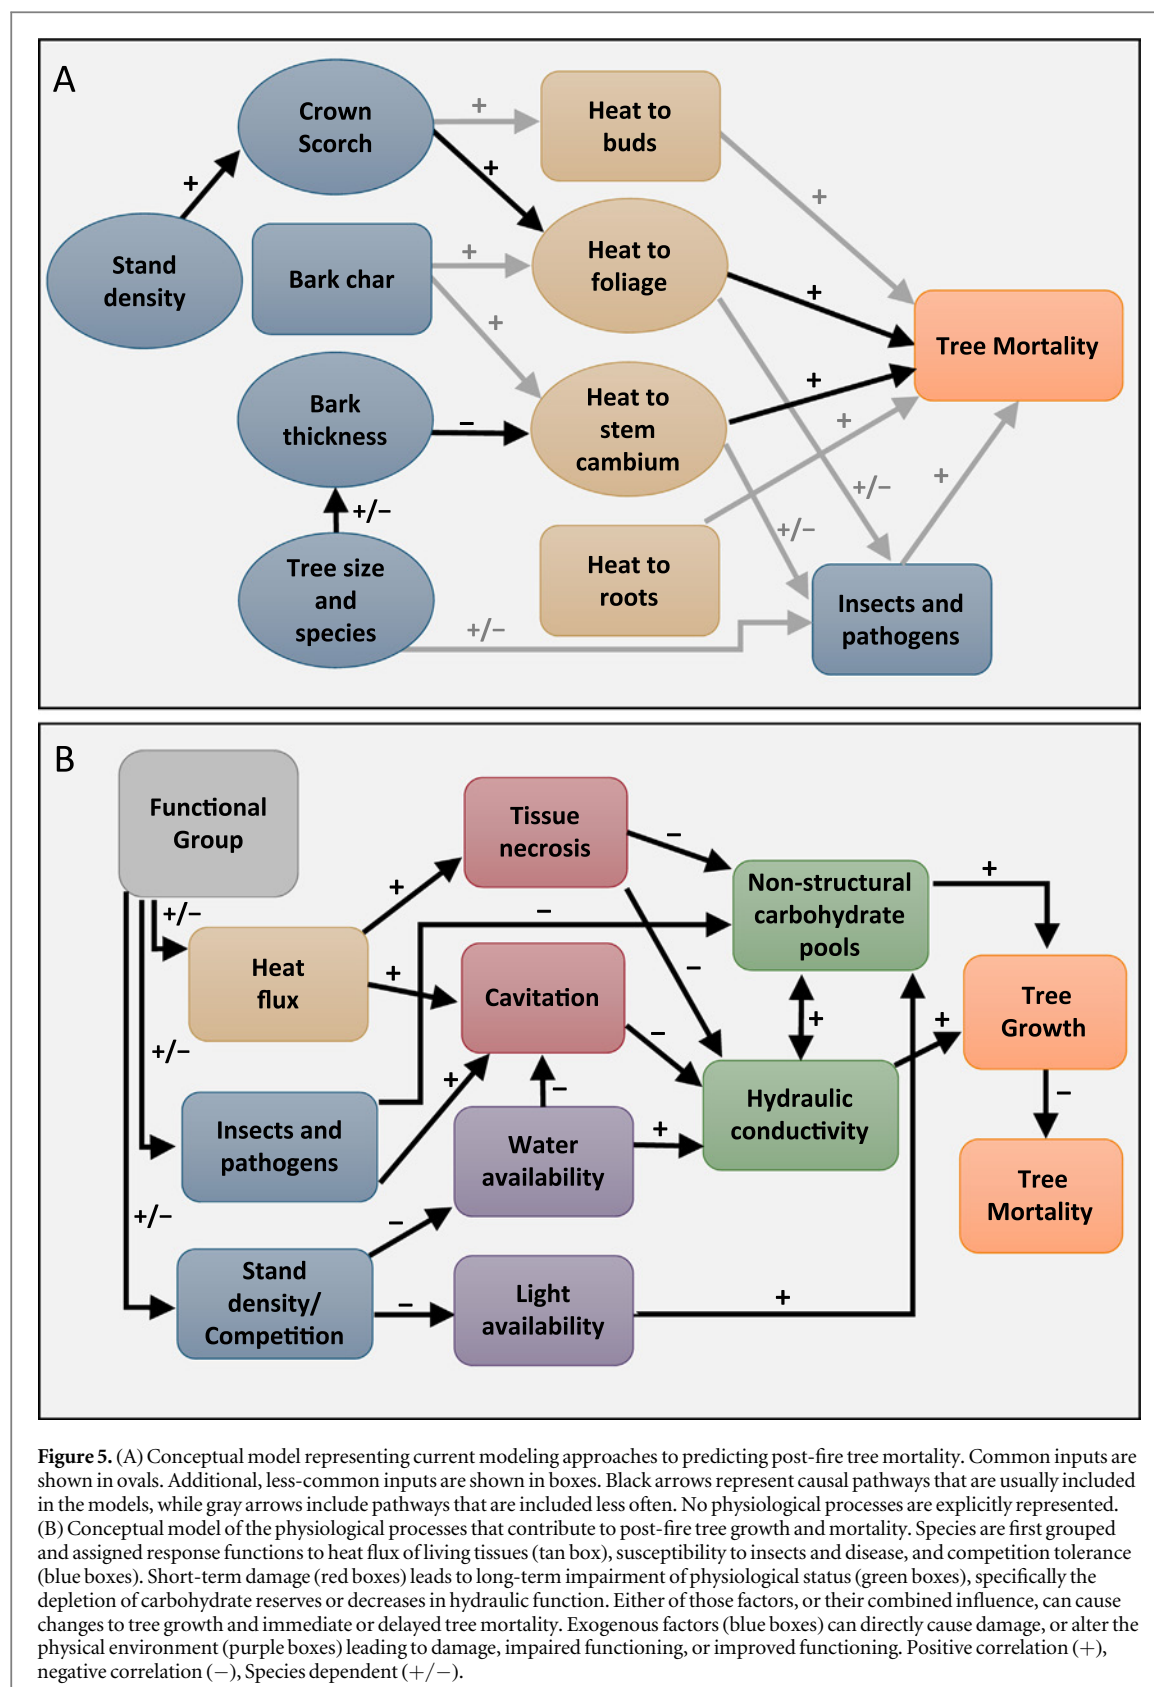 A
Crown
Scorch
+
Heat to
buds
+
+
+
Stand
density
Bark char
+
Heat to
foliage
+
+
Tree Mortality
Bark
thickness
−
Heat to
stem
cambium
+
+
+
+/−
+/−
+/−
Tree size
and
species
Heat to
roots
+/−
Insects and
pathogens
B
Functional
Group
Tissue
necrosis
−
Non-structural
carbohydrate
pools
+
+
+/−
−
Heat
flux
+
Cavitation
−
−
+
+
Tree
Growth
+/−
+
−
−
Insects and
pathogens
Water
availability
+
Hydraulic
conductivity
Tree
Mortality
+/−
−
Stand
density/
Competition
−
Light
availability
+
Figure 5. (A) Conceptual model representing current modeling approaches to predicting post-fire tree mortality. Common inputs are
shown in ovals. Additional, less-common inputs are shown in boxes. Black arrows represent causal pathways that are usually included
in the models, while gray arrows include pathways that are included less often. No physiological processes are explicitly represented.
(B) Conceptual model of the physiological processes that contribute to post-fire tree growth and mortality. Species are first grouped
and assigned response functions to heat flux of living tissues (tan box), susceptibility to insects and disease, and competition tolerance
(blue boxes). Short-term damage (red boxes) leads to long-term impairment of physiological status (green boxes), specifically the
depletion of carbohydrate reserves or decreases in hydraulic function. Either of those factors, or their combined influence, can cause
changes to tree growth and immediate or delayed tree mortality. Exogenous factors (blue boxes) can directly cause damage, or alter the
physical environment (purple boxes) leading to damage, impaired functioning, or improved functioning. Positive correlation (+),
negative correlation (−), Species dependent (+/−).